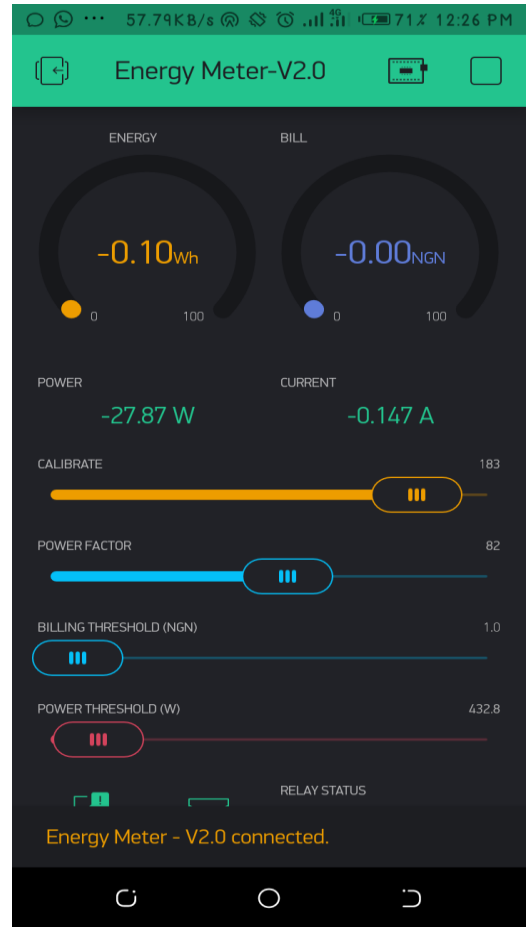 57.79KB/s 4G 71% 12:26 PM
Energy Meter-V2.0
ENERGY BILL
-0.10Wh -0.00NGN
0 100 0 100
POWER CURRENT
-27.87 W -0.147 A
CALIBRATE 183
POWER FACTOR 82
BILLING THRESHOLD (NGN) 1.0
POWER THRESHOLD (W) 432.8
RELAY STATUS
Energy Meter - V2.0 connected.